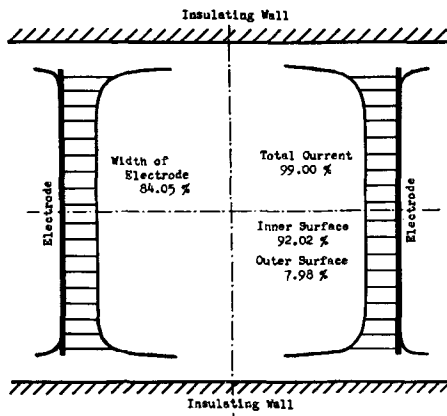 Insulating Wall
Width of
Electrode
84.05 %
Total Current
99.00 %
Electrode
Inner Surface
92.02 %
Outer Surface
7.98 %
Electrode
Insulating Wall